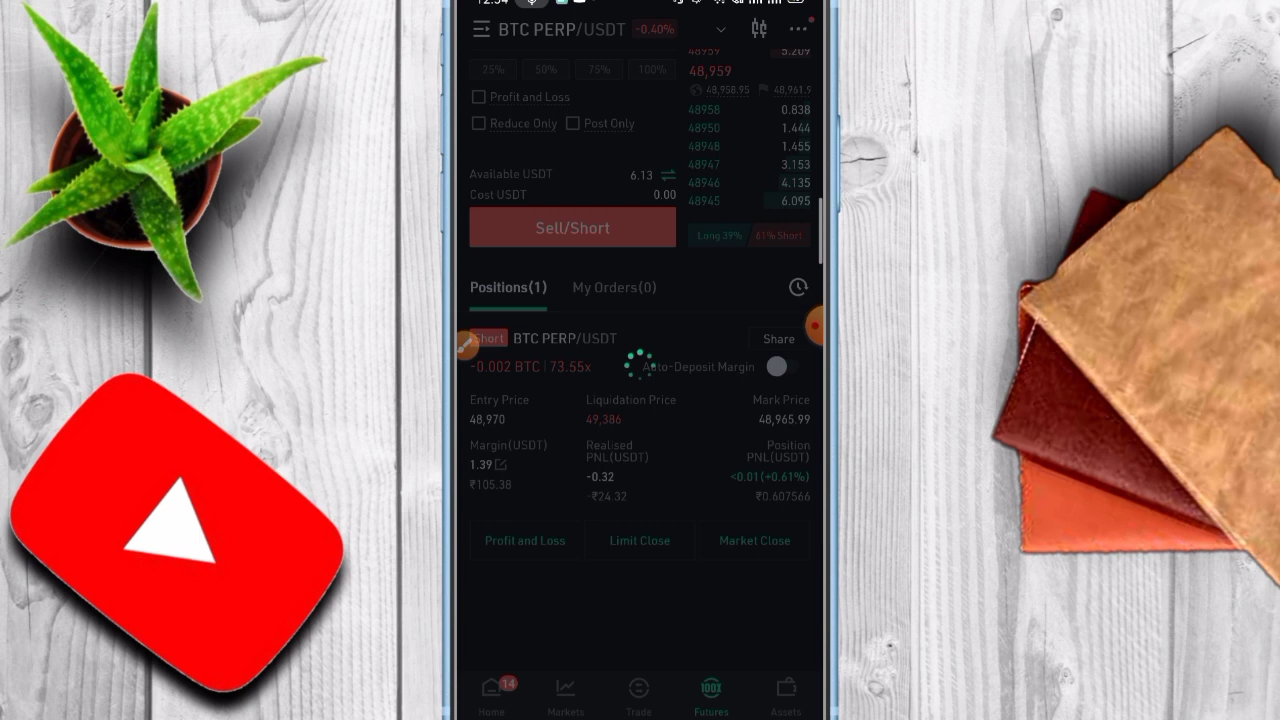 12:54
BTC PERP/USDT -0.40%
48959 5.209
25% 50% 75% 100%
48,959
48,958.95 48,961.9
Profit and Loss
48958 0.838
Reduce Only Post Only
48950 1.444
48948 1.455
48947 3.153
Available USDT 6.13
48946 4.135
Cost USDT 0.00
48945 6.095
Sell/Short
Long 39% 61% Short
Positions(1) My Orders(0)
Short BTC PERP/USDT Share
-0.002 BTC | 73.55x Auto-Deposit Margin
Entry Price Liquidation Price Mark Price
48,970 49,386 48,965.99
Margin(USDT) Realised PNL(USDT) Position PNL(USDT)
1.39 -0.32 <0.01(+0.61%)
₹105.38 -₹24.32 ₹0.607566
Profit and Loss Limit Close Market Close
14
100X
Home Markets Trade Futures Assets